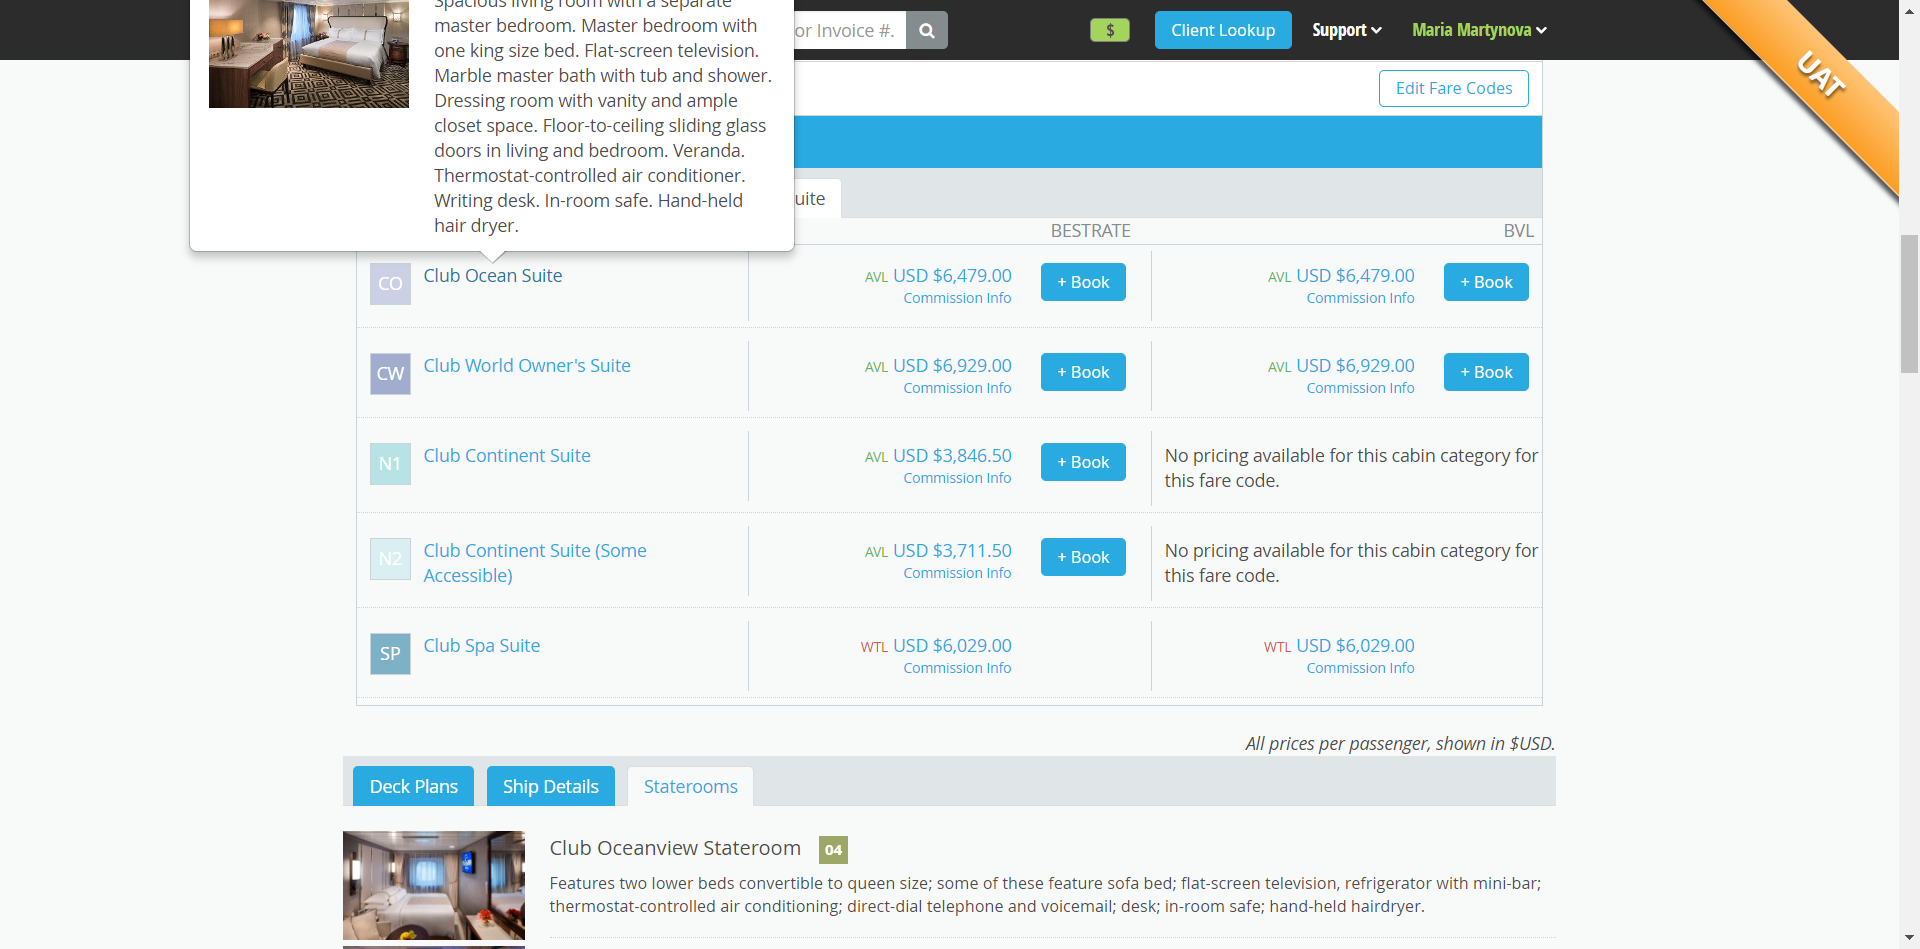 Spacious living room with a separate
master bedroom. Master bedroom with
one king size bed. Flat-screen television.
Marble master bath with tub and shower.
Dressing room with vanity and ample
closet space. Floor-to-ceiling sliding glass
doors in living and bedroom. Veranda.
Thermostat-controlled air conditioner.
Writing desk. In-room safe. Hand-held
hair dryer.
or Invoice #.
$
Client Lookup
Support
Maria Martynova
UAT
Edit Fare Codes
uite
BESTRATE
BVL
CO
Club Ocean Suite
AVL USD $6,479.00
Commission Info
+ Book
AVL USD $6,479.00
Commission Info
+ Book
CW
Club World Owner's Suite
AVL USD $6,929.00
Commission Info
+ Book
AVL USD $6,929.00
Commission Info
+ Book
N1
Club Continent Suite
AVL USD $3,846.50
Commission Info
+ Book
No pricing available for this cabin category for
this fare code.
N2
Club Continent Suite (Some
Accessible)
AVL USD $3,711.50
Commission Info
+ Book
No pricing available for this cabin category for
this fare code.
SP
Club Spa Suite
WTL USD $6,029.00
Commission Info
WTL USD $6,029.00
Commission Info
All prices per passenger, shown in $USD.
Deck Plans
Ship Details
Staterooms
Club Oceanview Stateroom 04
Features two lower beds convertible to queen size; some of these feature sofa bed; flat-screen television, refrigerator with mini-bar;
thermostat-controlled air conditioning; direct-dial telephone and voicemail; desk; in-room safe; hand-held hairdryer.